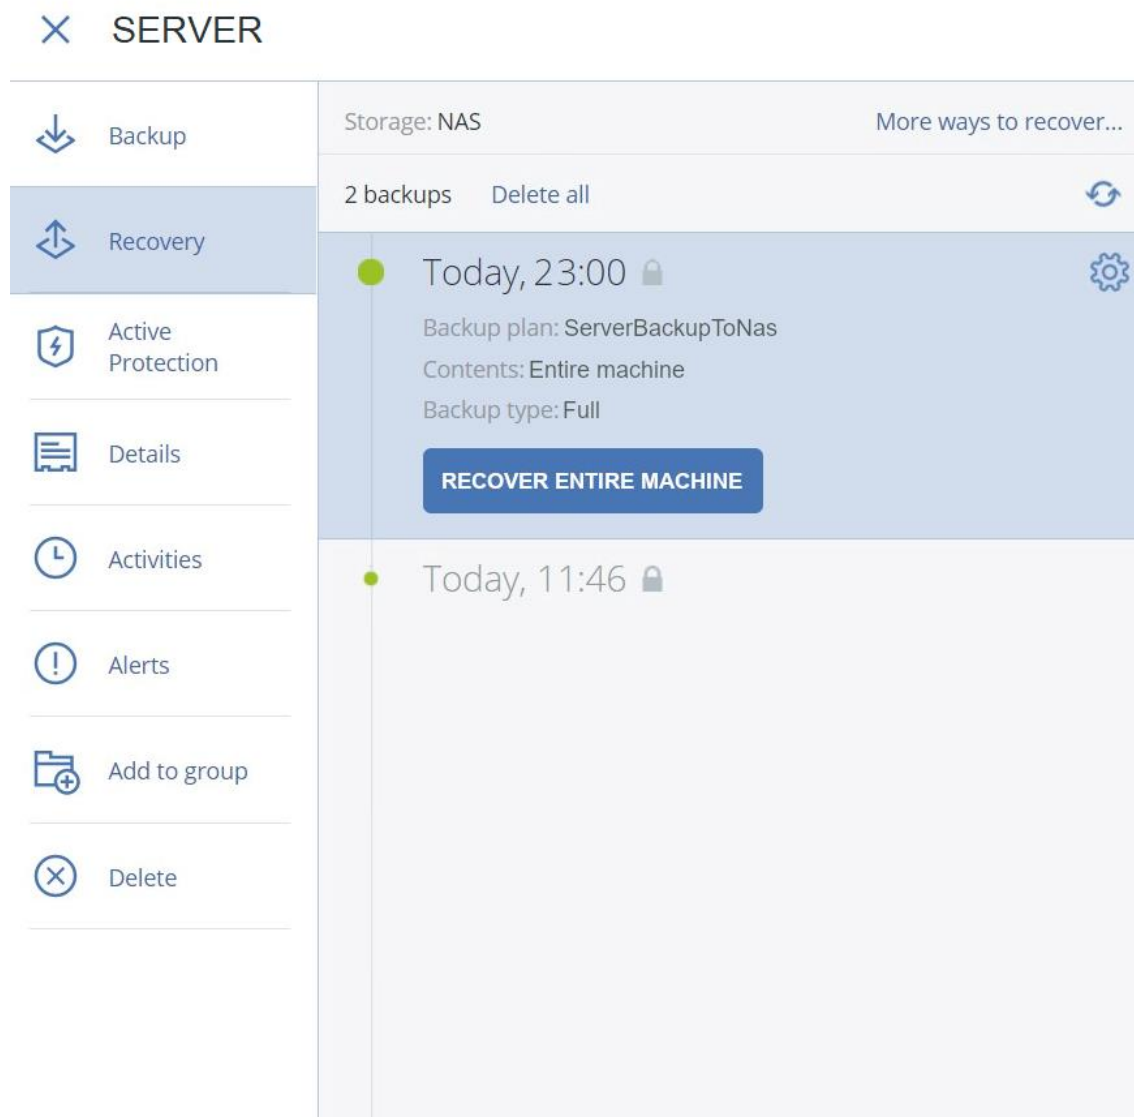 SERVER
Backup
Recovery
Active
Protection
Details
Activities
Alerts
Add to group
Delete
Storage: NAS
More ways to recover...
2 backups
Delete all
Today, 23:00
Backup plan: ServerBackupToNas
Contents: Entire machine
Backup type: Full
RECOVER ENTIRE MACHINE
Today, 11:46